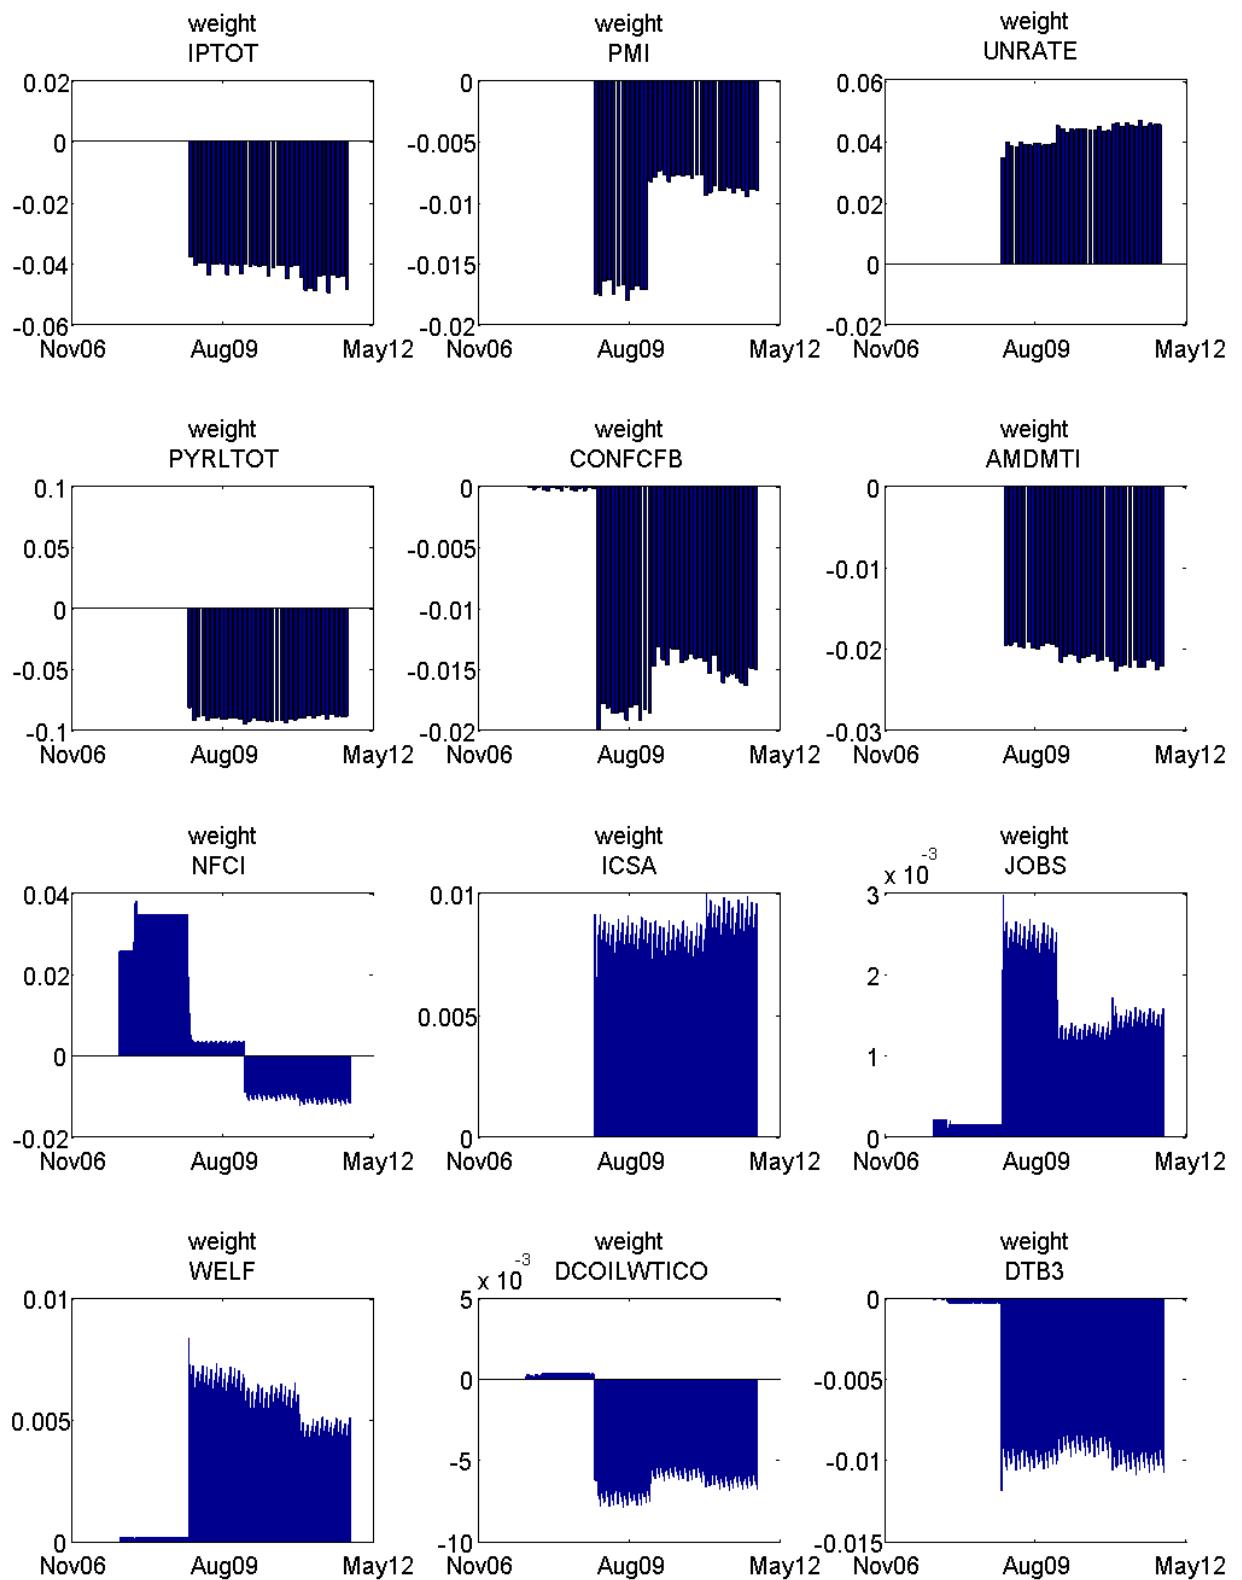 weight
IPTOT
0.02
0
-0.02
-0.04
-0.06
Nov06 Aug09 May12
weight
PMI
0
-0.005
-0.01
-0.015
-0.02
Nov06 Aug09 May12
weight
UNRATE
0.06
0.04
0.02
0
-0.02
Nov06 Aug09 May12
weight
PYRLTOT
0.1
0.05
0
-0.05
-0.1
Nov06 Aug09 May12
weight
CONFCFB
0
-0.005
-0.01
-0.015
-0.02
Nov06 Aug09 May12
weight
AMDMTI
0
-0.01
-0.02
-0.03
Nov06 Aug09 May12
weight
NFCI
0.04
0.02
0
-0.02
Nov06 Aug09 May12
weight
ICSA
0.01
0.005
0
Nov06 Aug09 May12
weight
JOBS
x 10^-3
3
2
1
0
Nov06 Aug09 May12
weight
WELF
0.01
0.005
0
Nov06 Aug09 May12
weight
DCOILWTICO
x 10^-3
5
0
-5
-10
Nov06 Aug09 May12
weight
DTB3
0
-0.005
-0.01
-0.015
Nov06 Aug09 May12